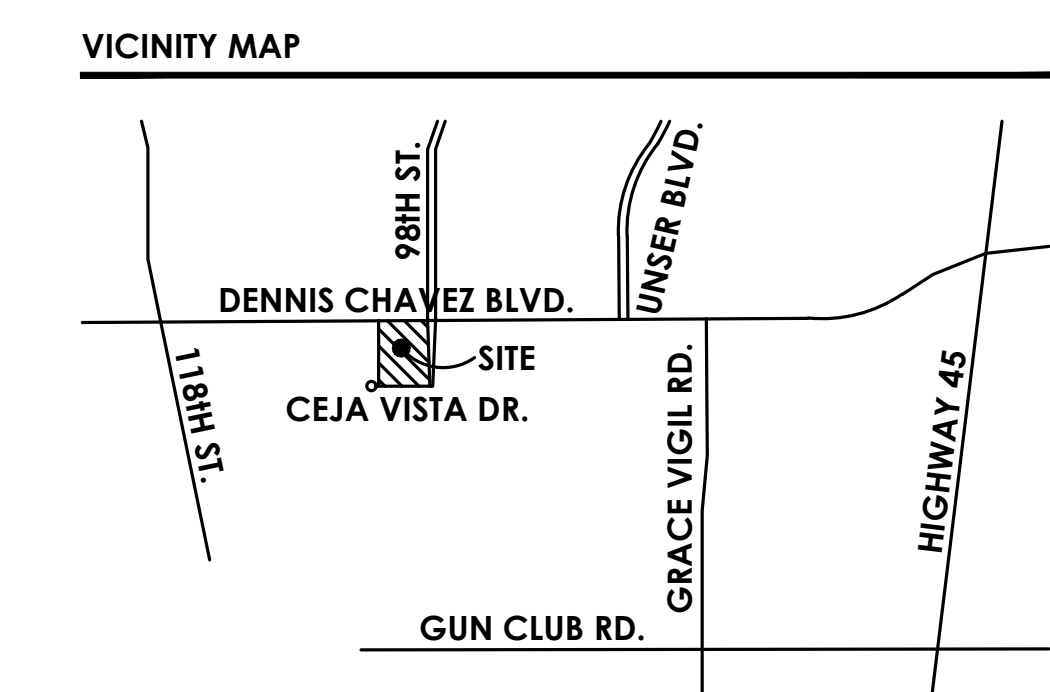 VICINITY MAP
98tH ST.
UNSER BLVD.
DENNIS CHAVEZ BLVD.
SITE
118tH ST.
CEJA VISTA DR.
GRACE VIGIL RD.
HIGHWAY 45
GUN CLUB RD.